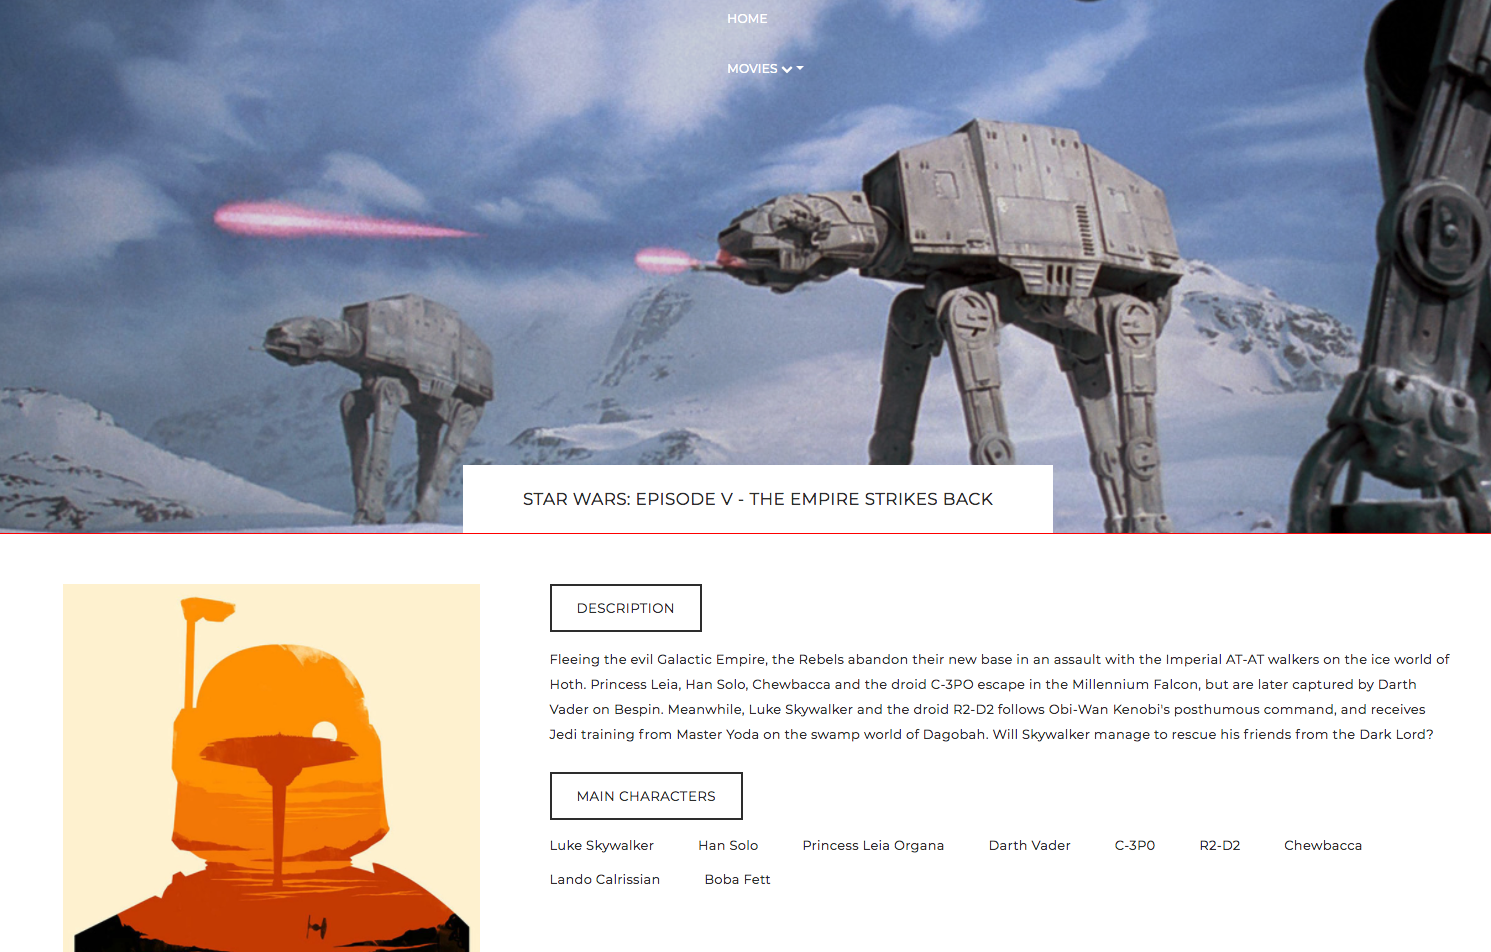 HOME
MOVIES
STAR WARS: EPISODE V - THE EMPIRE STRIKES BACK
DESCRIPTION
Fleeing the evil Galactic Empire, the Rebels abandon their new base in an assault with the Imperial AT-AT walkers on the ice world of
Hoth. Princess Leia, Han Solo, Chewbacca and the droid C-3PO escape in the Millennium Falcon, but are later captured by Darth
Vader on Bespin. Meanwhile, Luke Skywalker and the droid R2-D2 follows Obi-Wan Kenobi's posthumous command, and receives
Jedi training from Master Yoda on the swamp world of Dagobah. Will Skywalker manage to rescue his friends from the Dark Lord?
MAIN CHARACTERS
Luke Skywalker Han Solo Princess Leia Organa Darth Vader C-3P0 R2-D2 Chewbacca
Lando Calrissian Boba Fett